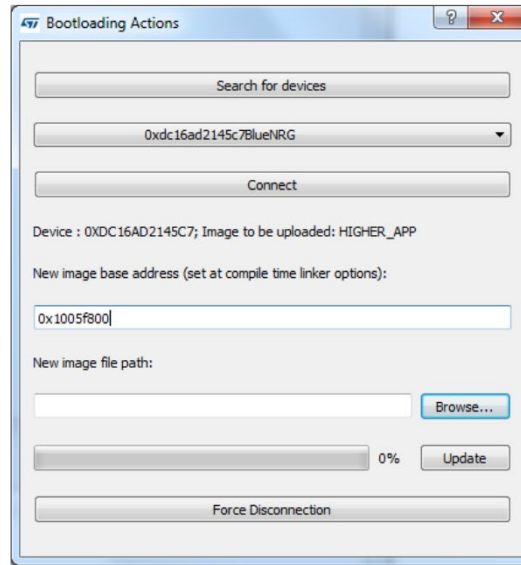 Bootloading Actions
Search for devices
0xdc16ad2145c7BlueNRG
Connect
Device : 0XDC16AD2145C7; Image to be uploaded: HIGHER_APP
New image base address (set at compile time linker options):
0x1005f800
New image file path:
Browse...
0% Update
Force Disconnection